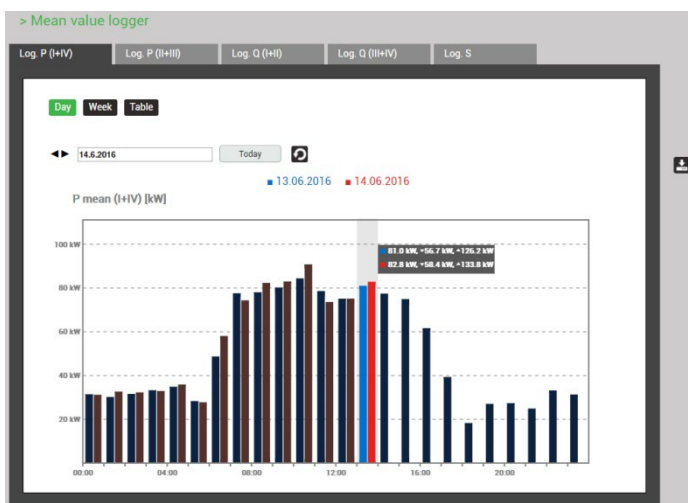 > Mean value logger
Log. P (I+IV)
Log. P (II+III)
Log. Q (I+II)
Log. Q (III+IV)
Log. S
Day
Week
Table
14.6.2016
Today
13.06.2016
14.06.2016
P mean (I+IV) [kW]
100 kW
81.0 kW, -56.7 kW, +126.2 kW
82.8 kW, -58.4 kW, +133.8 kW
80 kW
60 kW
40 kW
20 kW
00:00
04:00
08:00
12:00
16:00
20:00